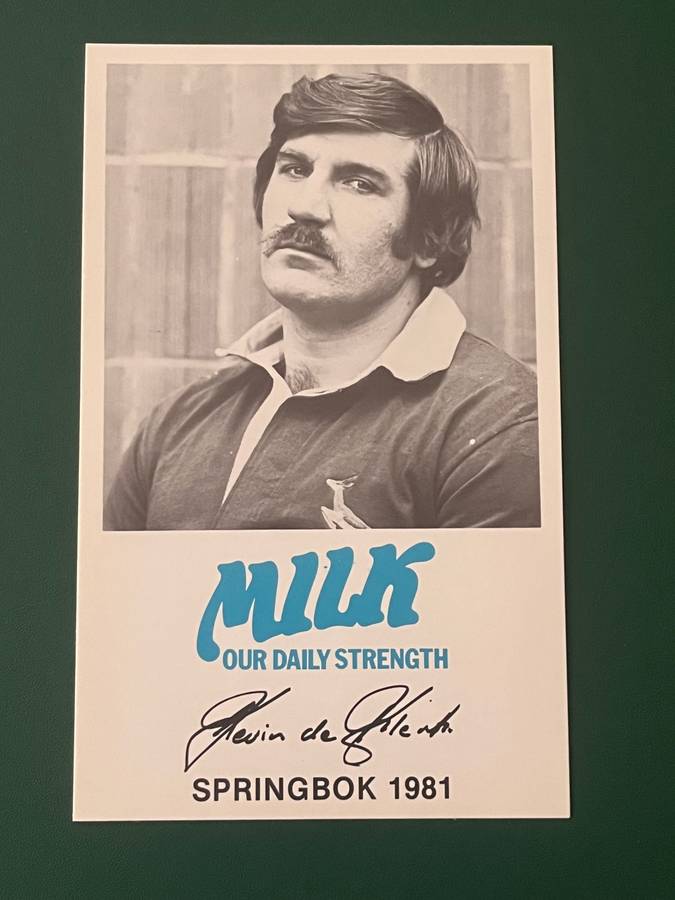 MILK
OUR DAILY STRENGTH
Kevin de Klerk
SPRINGBOK 1981